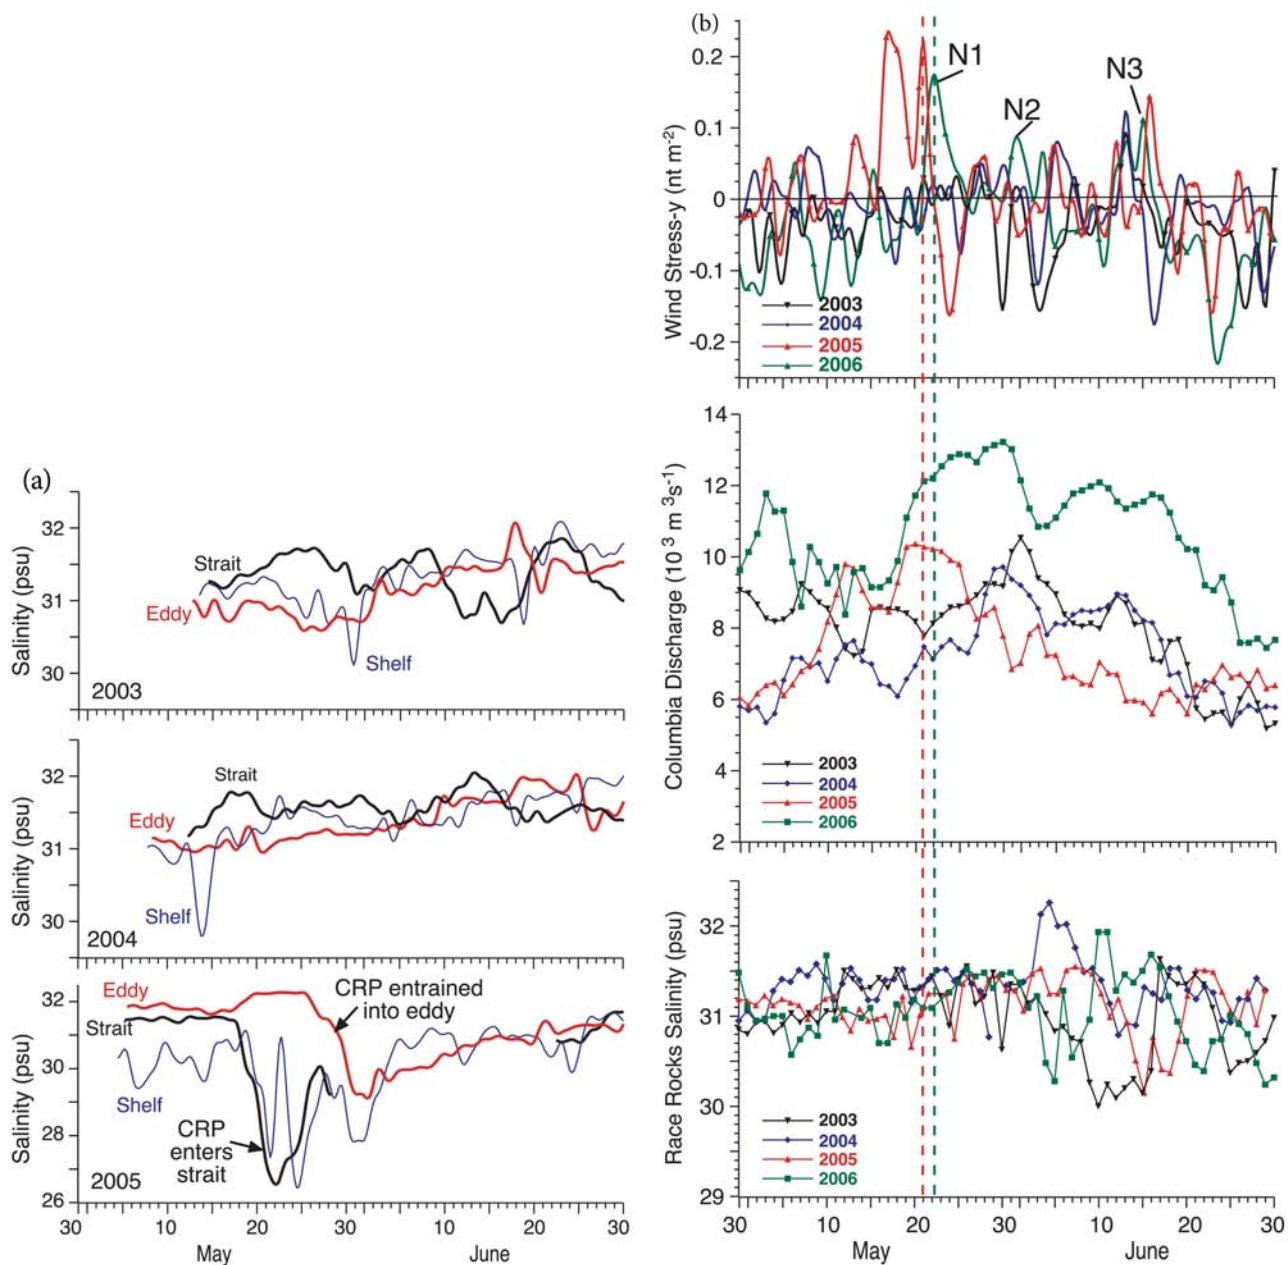 (a)
Salinity (psu)
32
31
30
Strait
Eddy
Shelf
2003
Salinity (psu)
32
31
30
Strait
Eddy
Shelf
2004
Salinity (psu)
32
30
28
26
Eddy
Strait
Shelf
CRP entrained
into eddy
CRP
enters
strait
2005
30 10 20 30 10 20 30
May June
(b)
Wind Stress-y (nt m-2)
0.2
0.1
0
-0.1
-0.2
N1
N2
N3
2003
2004
2005
2006
Columbia Discharge (10 3 m 3s-1)
14
12
10
8
6
4
2
2003
2004
2005
2006
Race Rocks Salinity (psu)
32
31
30
29
2003
2004
2005
2006
30 10 20 30 10 20 30
May June